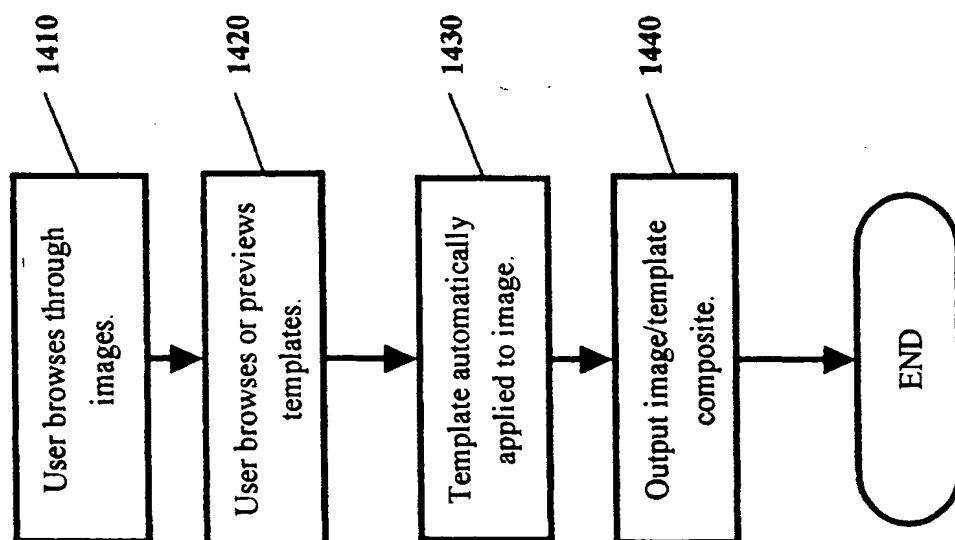 User browses through
images.
1410
User browses or previews
templates.
1420
Template automatically
applied to image.
1430
Output image/template
composite.
1440
END